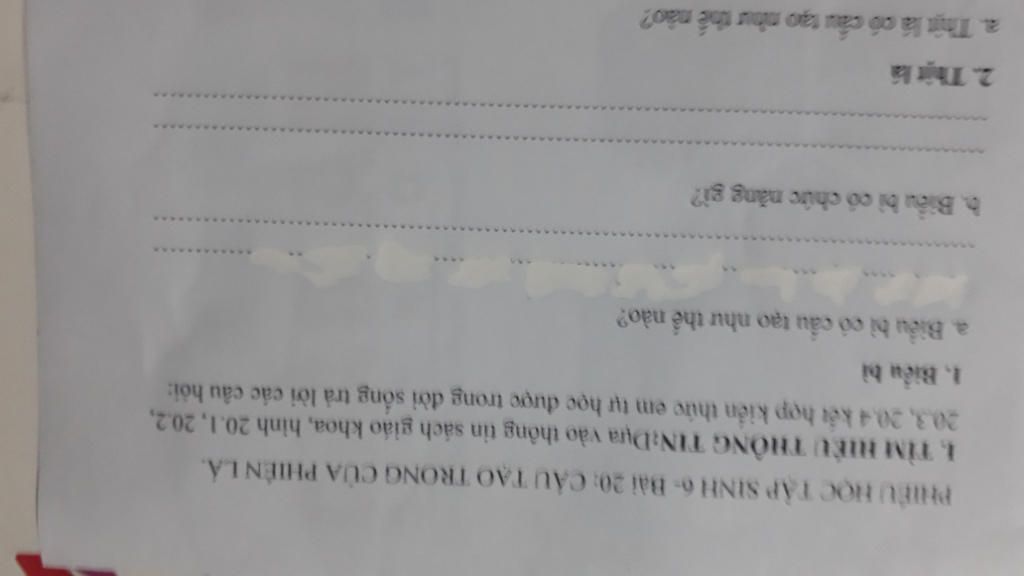 PHIẾU HỌC TẬP SINH 6- Bài 20: CẤU TẠO TRONG CỦA PHIẾN LÁ.
I. TÌM HIỂU THÔNG TIN:Dựa vào thông tin sách giáo khoa, hình 20.1, 20.2,
20.3, 20.4 kết hợp kiến thức em tự học được trong đời sống trả lời các câu hỏi:
1. Biểu bì
a. Biểu bì có cấu tạo như thế nào?
b. Biểu bì có chức năng gì?
2. Thịt lá
a. Thịt lá có cấu tạo như thế nào?